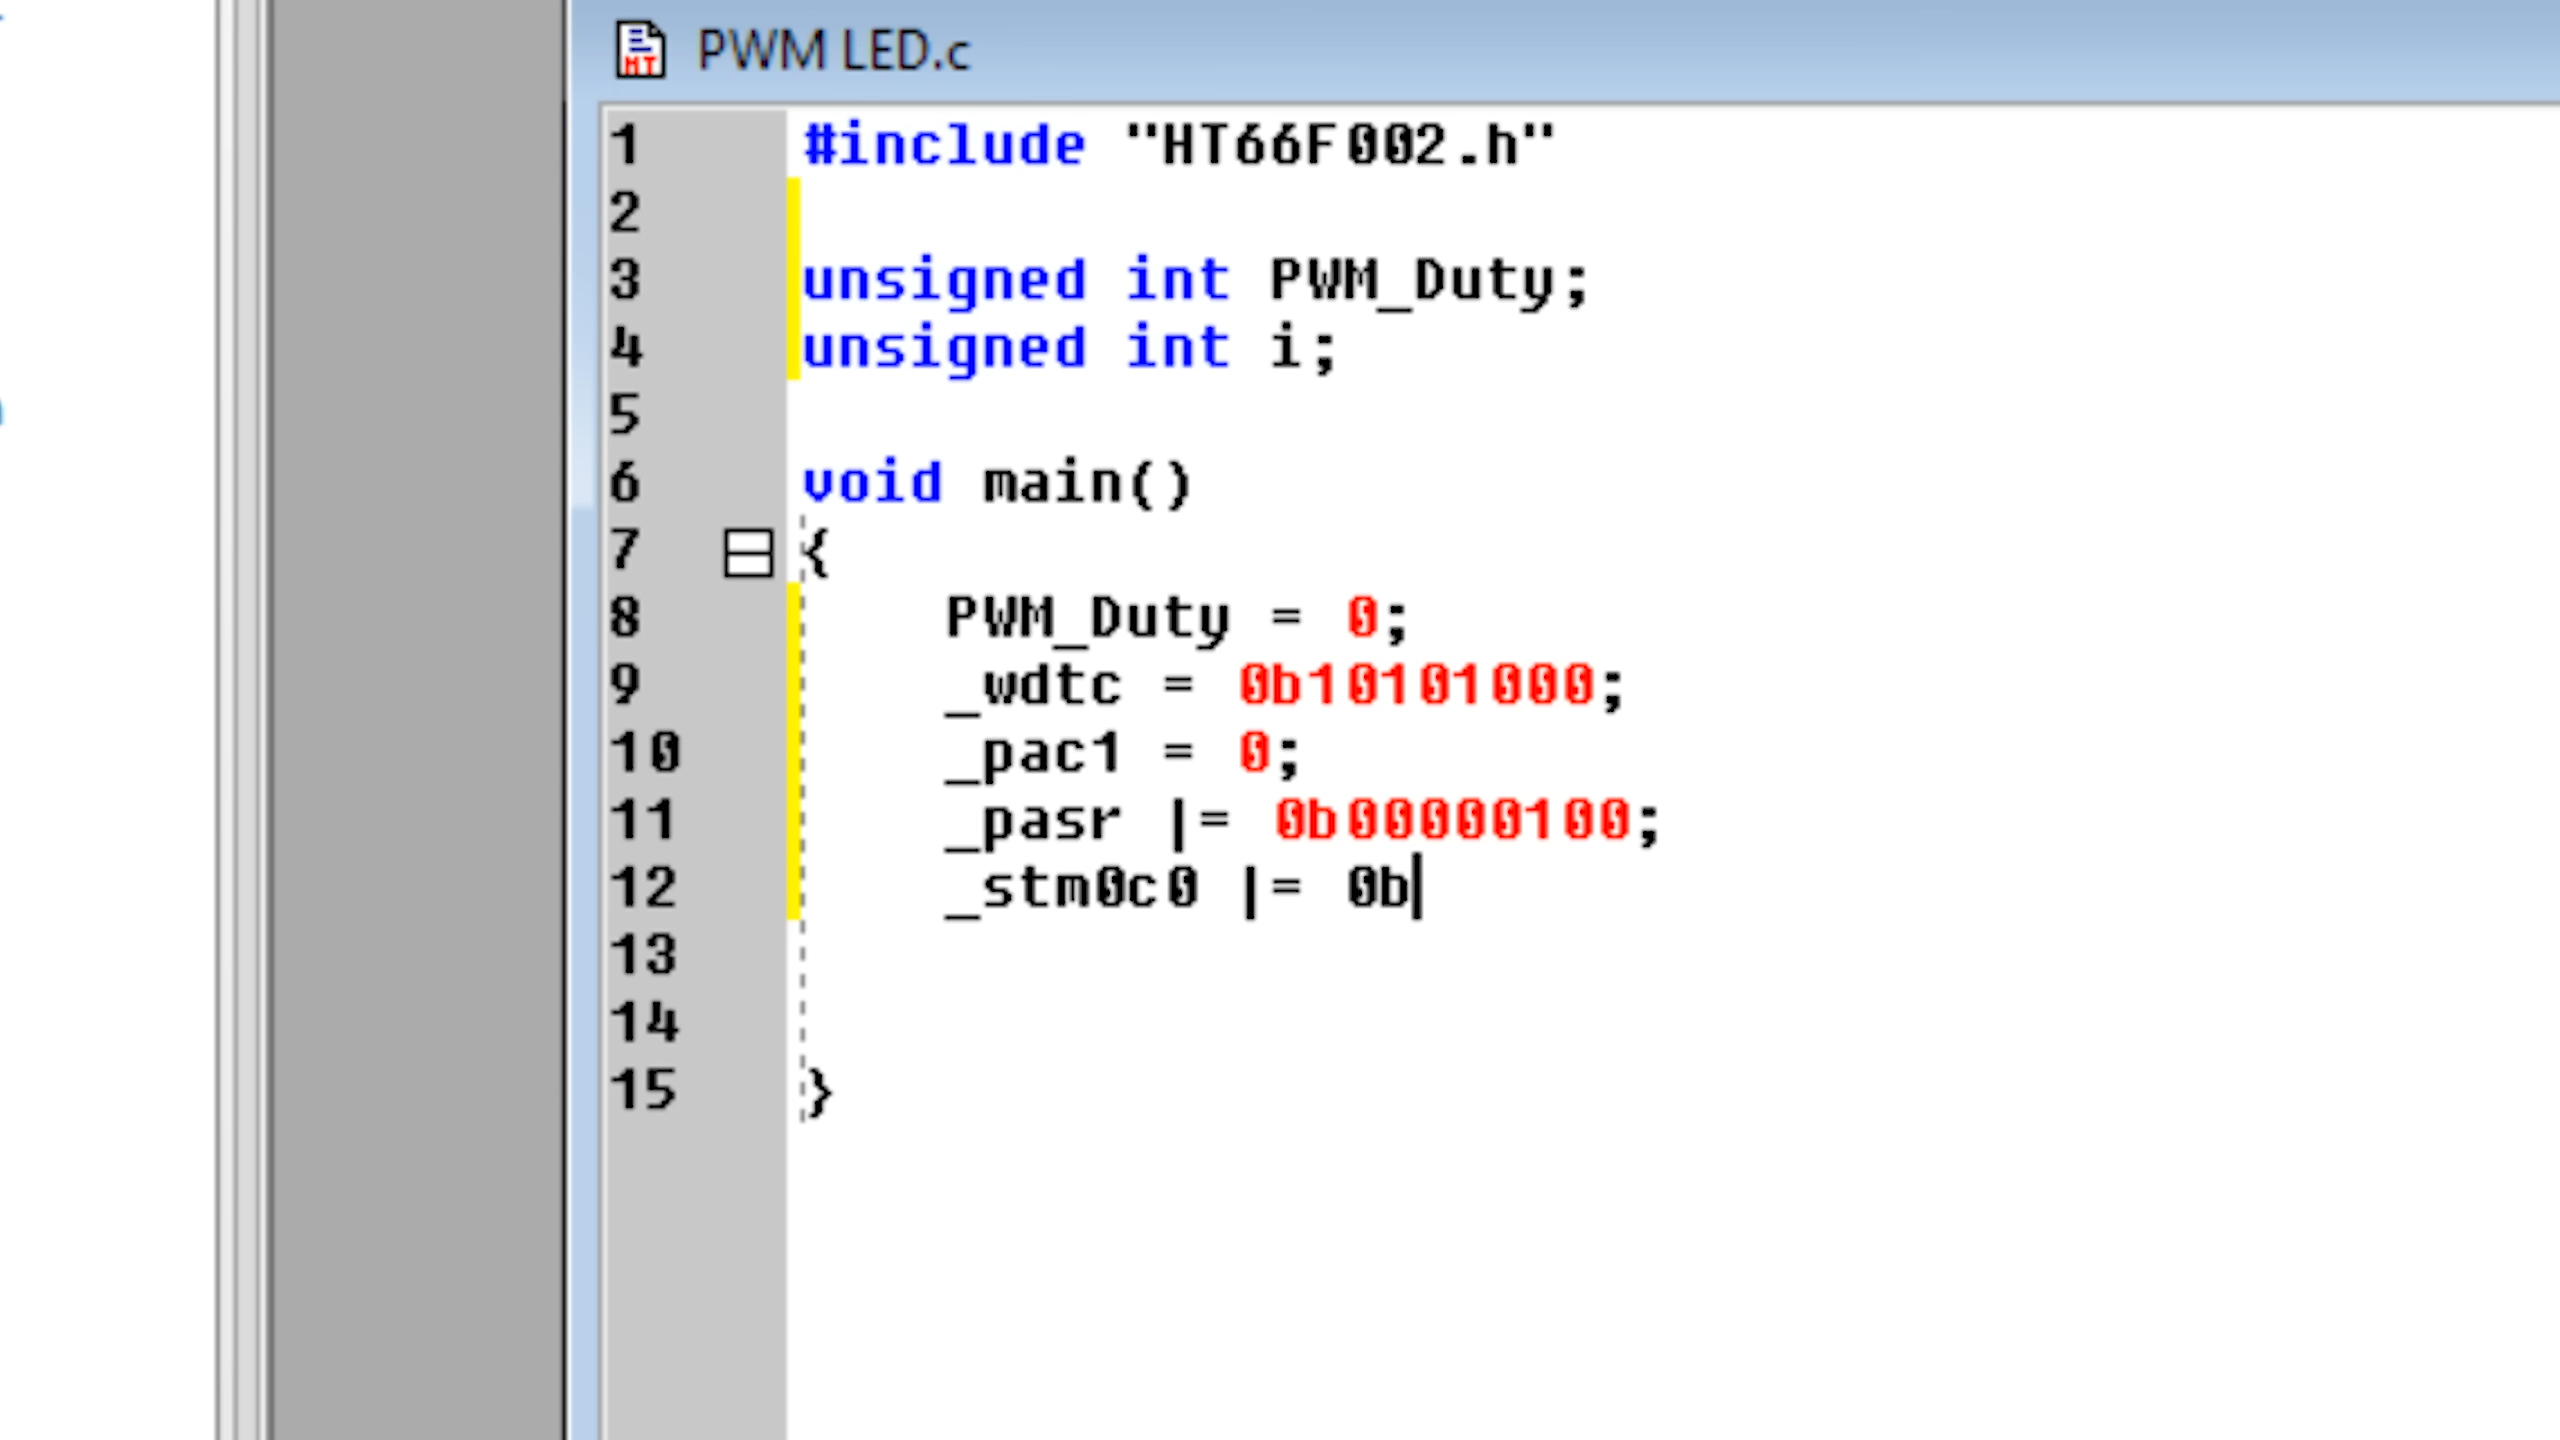 PWM LED.c
1 #include "HT66F002.h"
2
3 unsigned int PWM_Duty;
4 unsigned int i;
5
6 void main()
7 {
8 PWM_Duty = 0;
9 _wdtc = 0b10101000;
10 _pac1 = 0;
11 _pasr |= 0b00000100;
12 _stm0c0 |= 0b
13
14
15 }